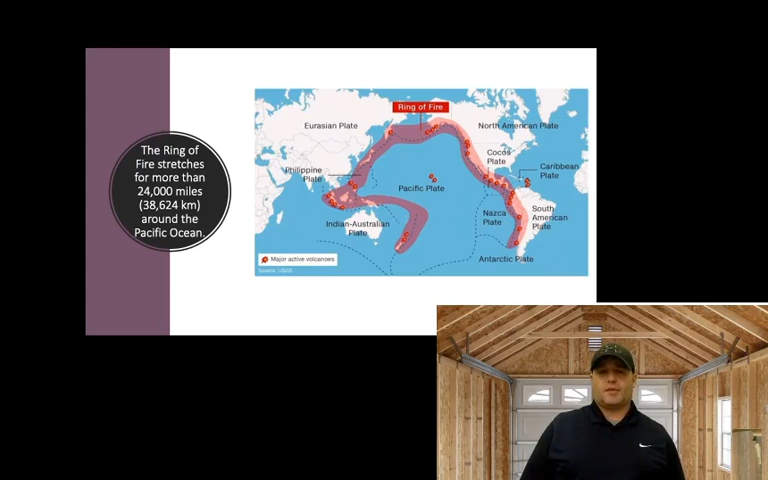 The Ring of
Fire stretches
for more than
24,000 miles
(38,624 km)
around the
Pacific Ocean.
Ring of Fire
Eurasian Plate
North American Plate
Cocos
Plate
Caribbean
Plate
Philippine
Plate
Pacific Plate
Nazca
Plate
South
American
Plate
Indian-Australian
Plate
Antarctic Plate
Major active volcanoes
Source: USGS